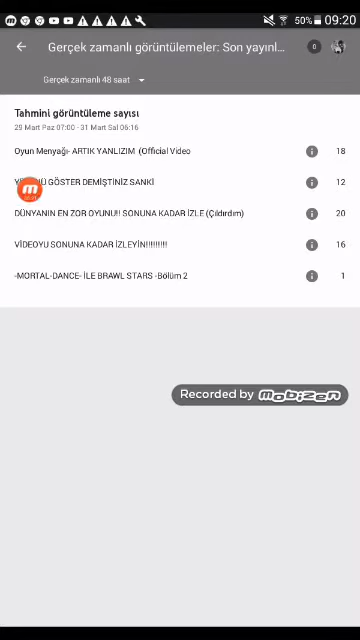 50% 09:20
Gerçek zamanlı görüntülemeler: Son yayınl...
0
Gerçek zamanlı 48 saat
Tahmini görüntüleme sayısı
29 Mart Paz 07:00 - 31 Mart Sal 06:16
Oyun Menyağı- ARTIK YANLIZIM (Official Video 18
GÖSTER DEMİŞTİNİZ SANKİ 12
DÜNYANIN EN ZOR OYUNU!! SONUNA KADAR İZLE (Çıldırdım) 20
VİDEOYU SONUNA KADAR İZLEYİN!!!!!!!!! 16
-MORTAL-DANCE- İLE BRAWL STARS -Bölüm 2 1
Recorded by mobizen